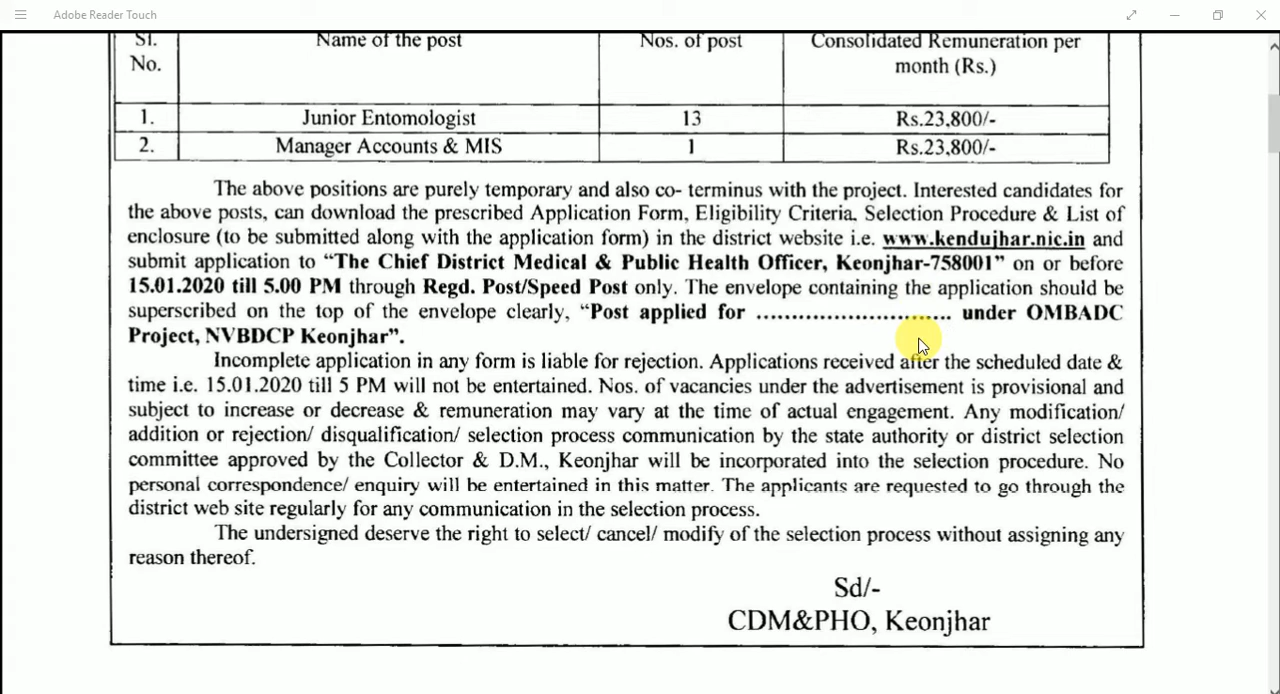 Adobe Reader Touch
Sl. No.
Name of the post
Nos. of post
Consolidated Remuneration per month (Rs.)
1. Junior Entomologist 13 Rs.23,800/-
2. Manager Accounts & MIS 1 Rs.23,800/-
The above positions are purely temporary and also co- terminus with the project. Interested candidates for
the above posts, can download the prescribed Application Form, Eligibility Criteria, Selection Procedure & List of
enclosure (to be submitted along with the application form) in the district website i.e. www.kendujhar.nic.in and
submit application to “The Chief District Medical & Public Health Officer, Keonjhar-758001” on or before
15.01.2020 till 5.00 PM through Regd. Post/Speed Post only. The envelope containing the application should be
superscribed on the top of the envelope clearly, “Post applied for ............................ under OMBADC
Project, NVBDCP Keonjhar”.
Incomplete application in any form is liable for rejection. Applications received after the scheduled date &
time i.e. 15.01.2020 till 5 PM will not be entertained. Nos. of vacancies under the advertisement is provisional and
subject to increase or decrease & remuneration may vary at the time of actual engagement. Any modification/
addition or rejection/ disqualification/ selection process communication by the state authority or district selection
committee approved by the Collector & D.M., Keonjhar will be incorporated into the selection procedure. No
personal correspondence/ enquiry will be entertained in this matter. The applicants are requested to go through the
district web site regularly for any communication in the selection process.
The undersigned deserve the right to select/ cancel/ modify of the selection process without assigning any
reason thereof.
Sd/-
CDM&PHO, Keonjhar